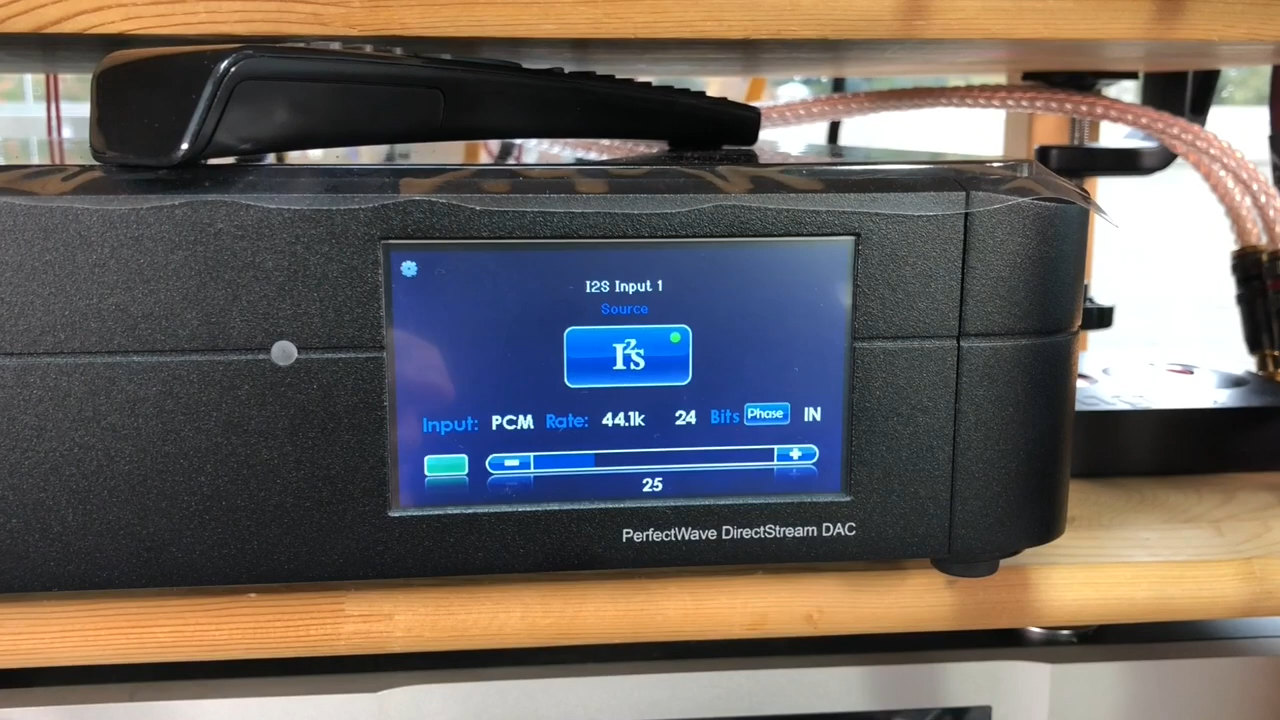 I2S Input 1
Source
I²S
Input: PCM Rate: 44.1k 24 Bits Phase IN
25
PerfectWave DirectStream DAC